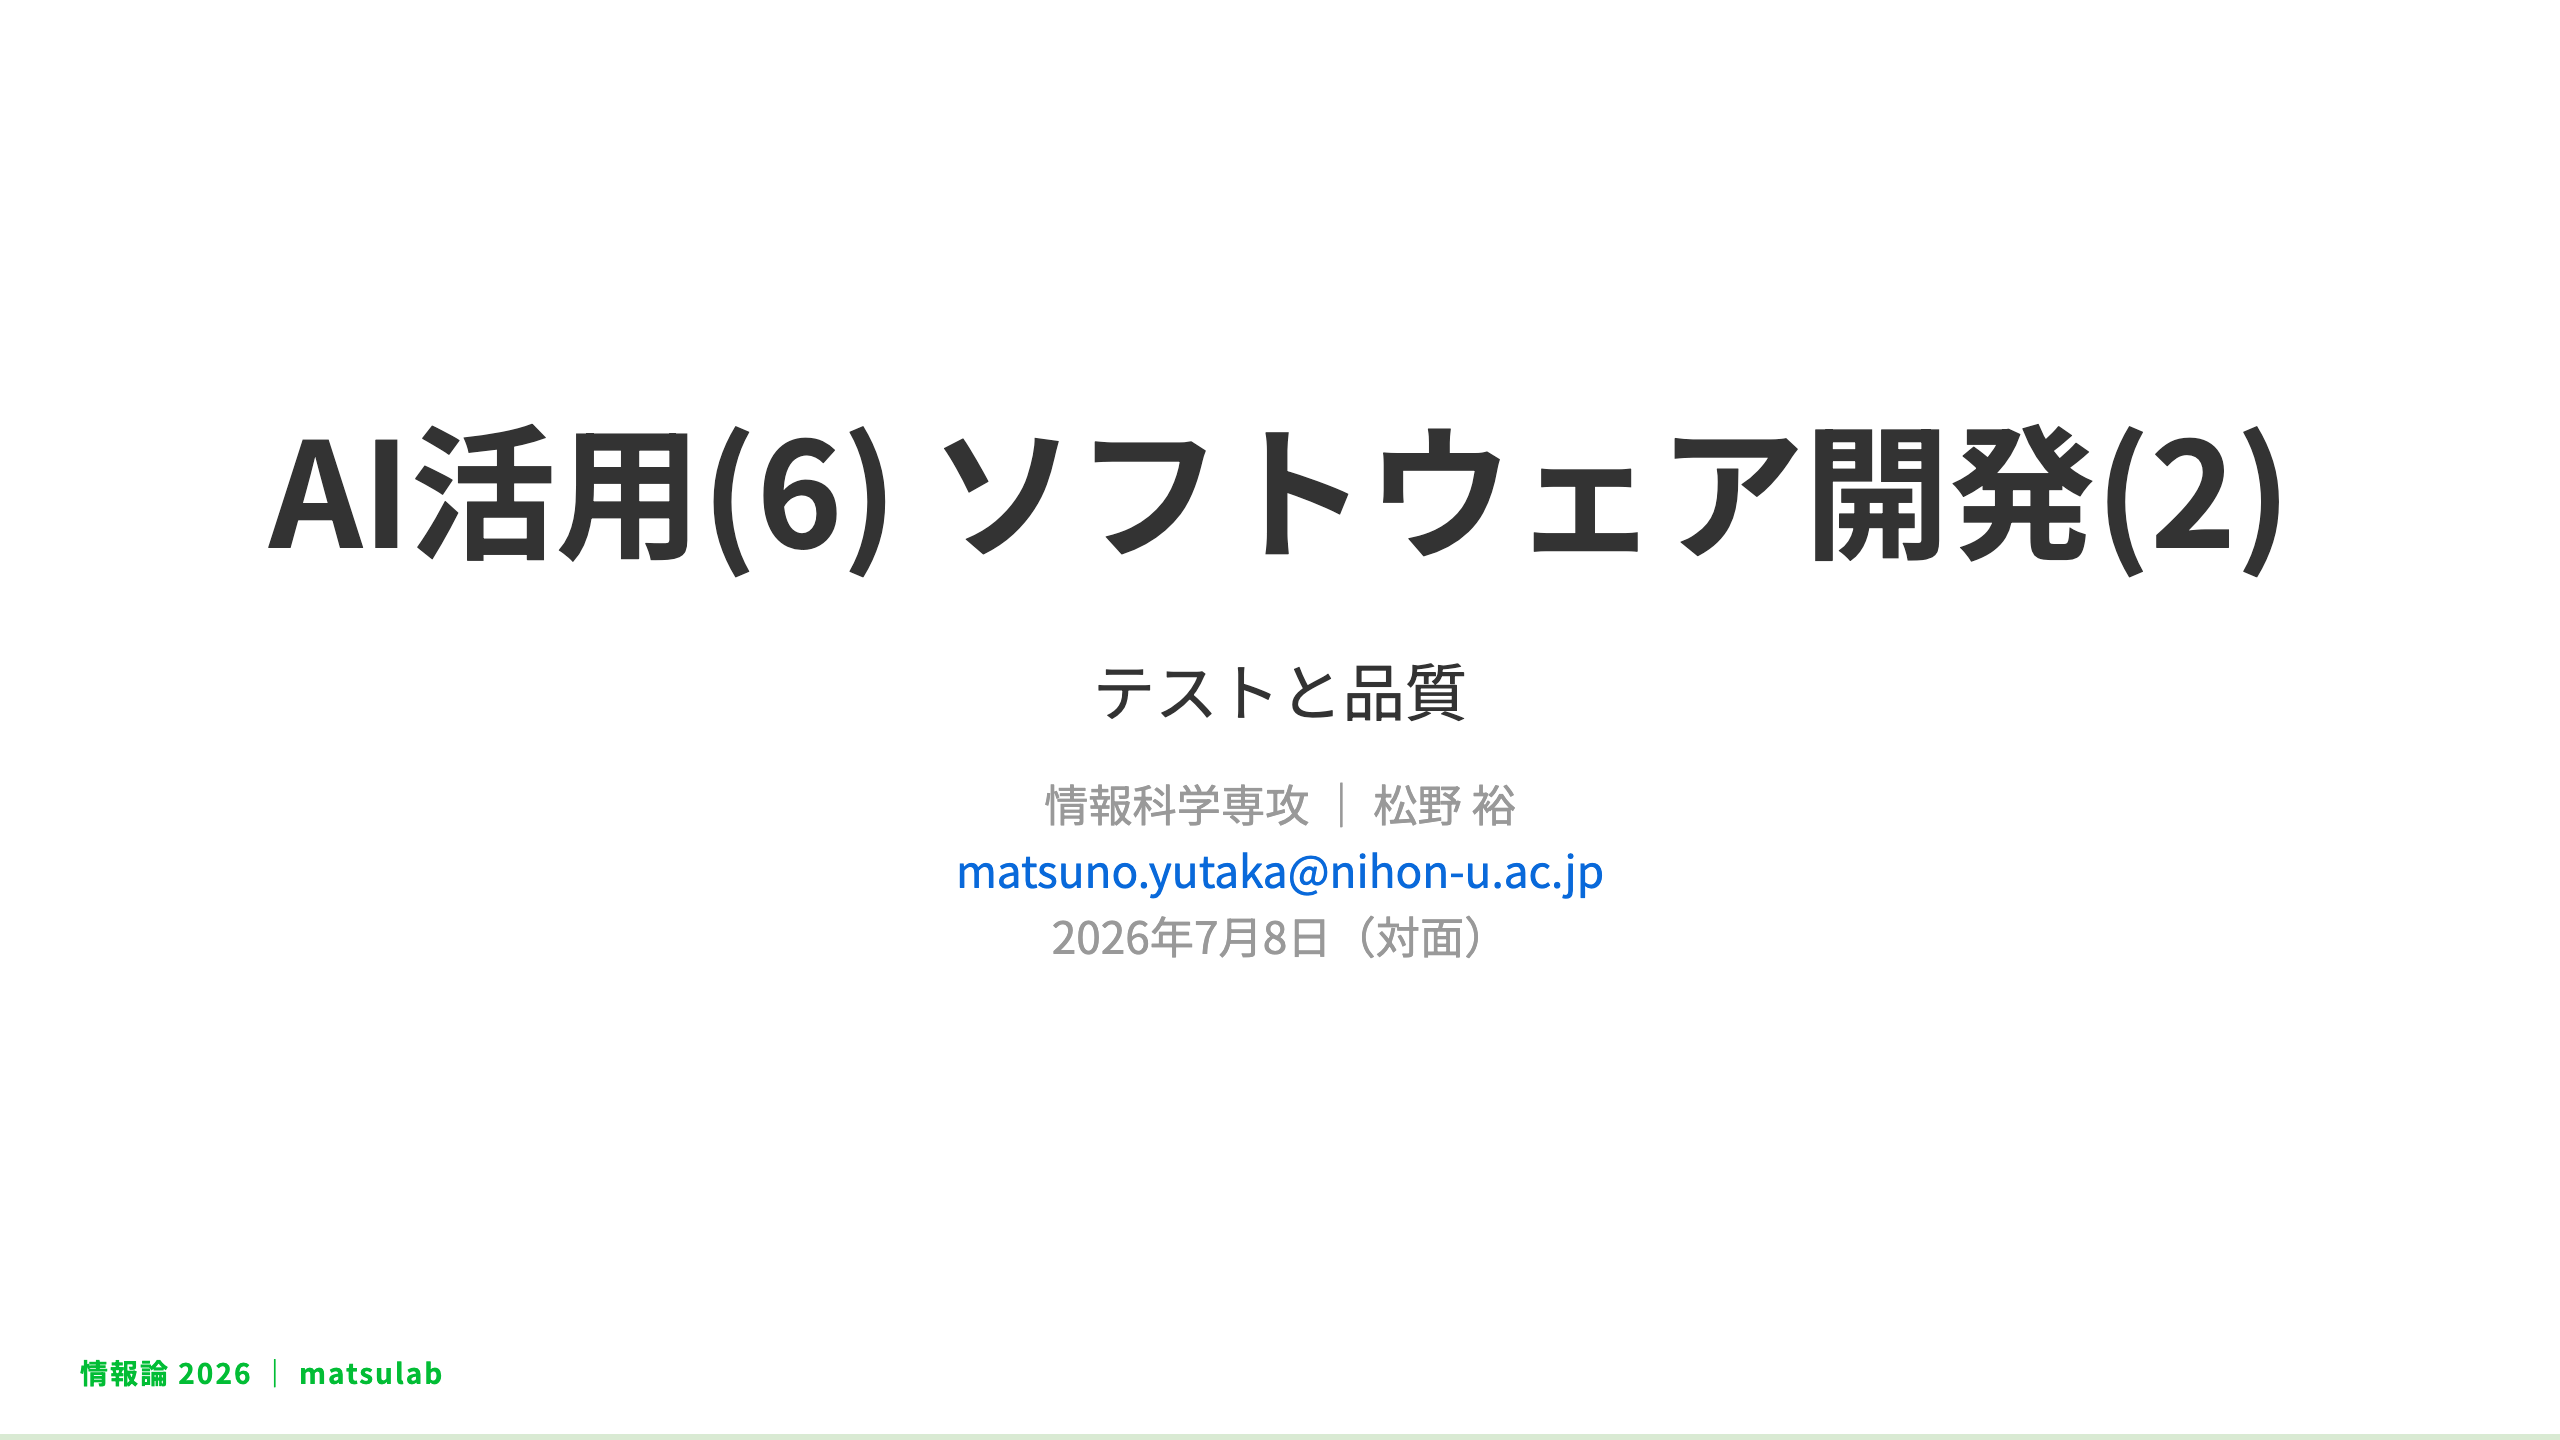 AI活用(6) ソフトウェア開発(2)
テストと品質
情報科学専攻 ｜ 松野 裕
matsuno.yutaka@nihon-u.ac.jp
2026年7月8日（対面）
情報論 2026 ｜ matsulab